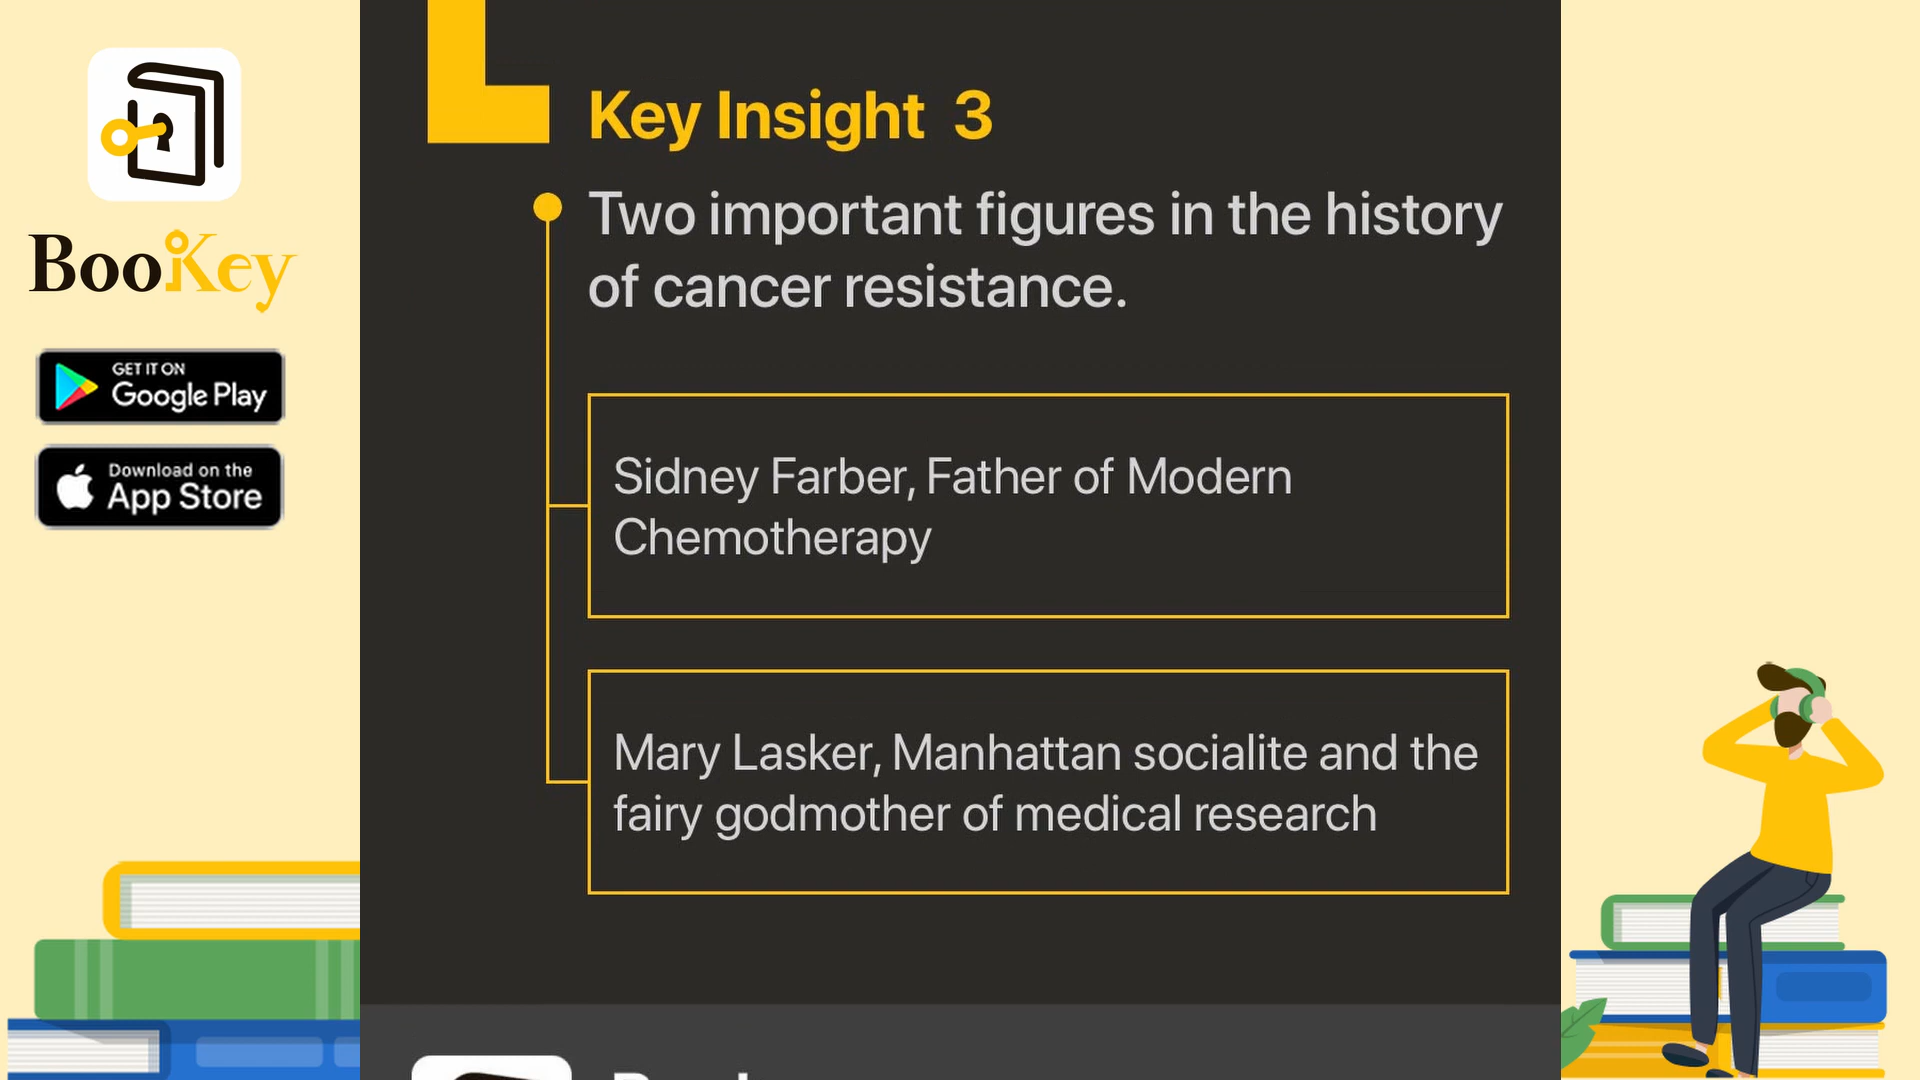 BooKey
GET IT ON
Google Play
Download on the
App Store
Key Insight 3
Two important figures in the history
of cancer resistance.
Sidney Farber, Father of Modern
Chemotherapy
Mary Lasker, Manhattan socialite and the
fairy godmother of medical research